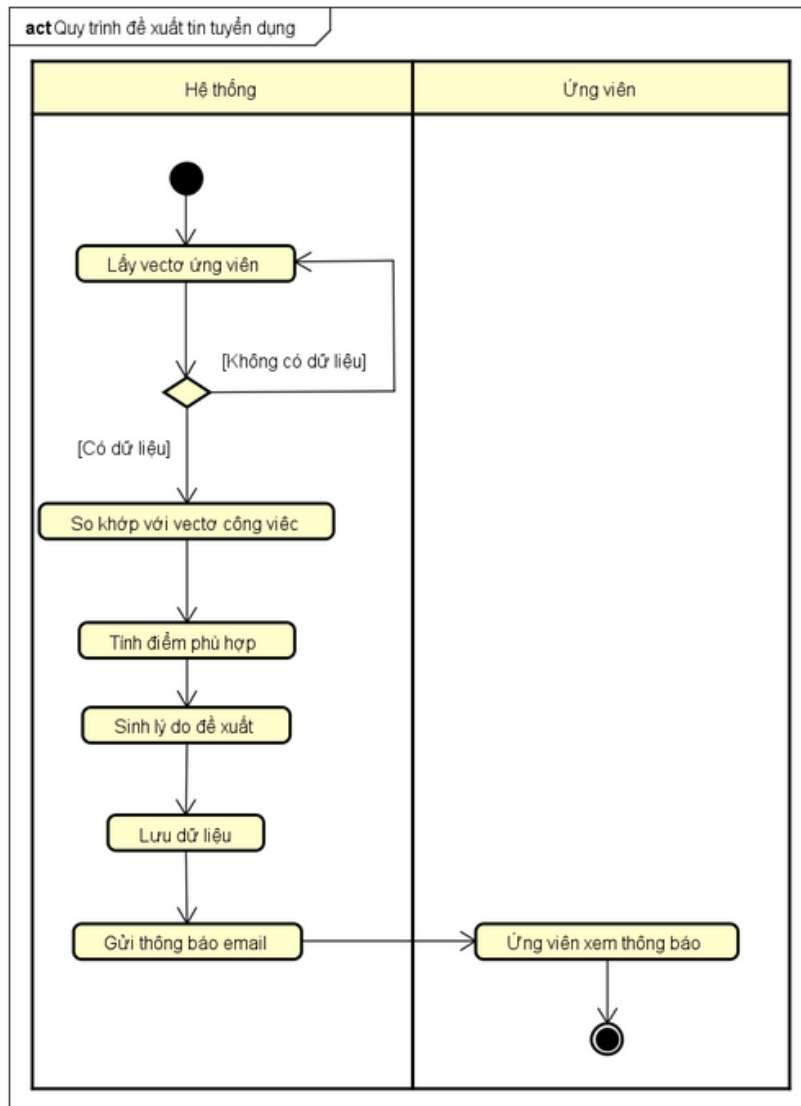 act Quy trình đề xuất tin tuyển dụng
Hệ thống
Ứng viên
Lấy vectơ ứng viên
[Không có dữ liệu]
[Có dữ liệu]
So khớp với vectơ công việc
Tính điểm phù hợp
Sinh lý do đề xuất
Lưu dữ liệu
Gửi thông báo email
Ứng viên xem thông báo